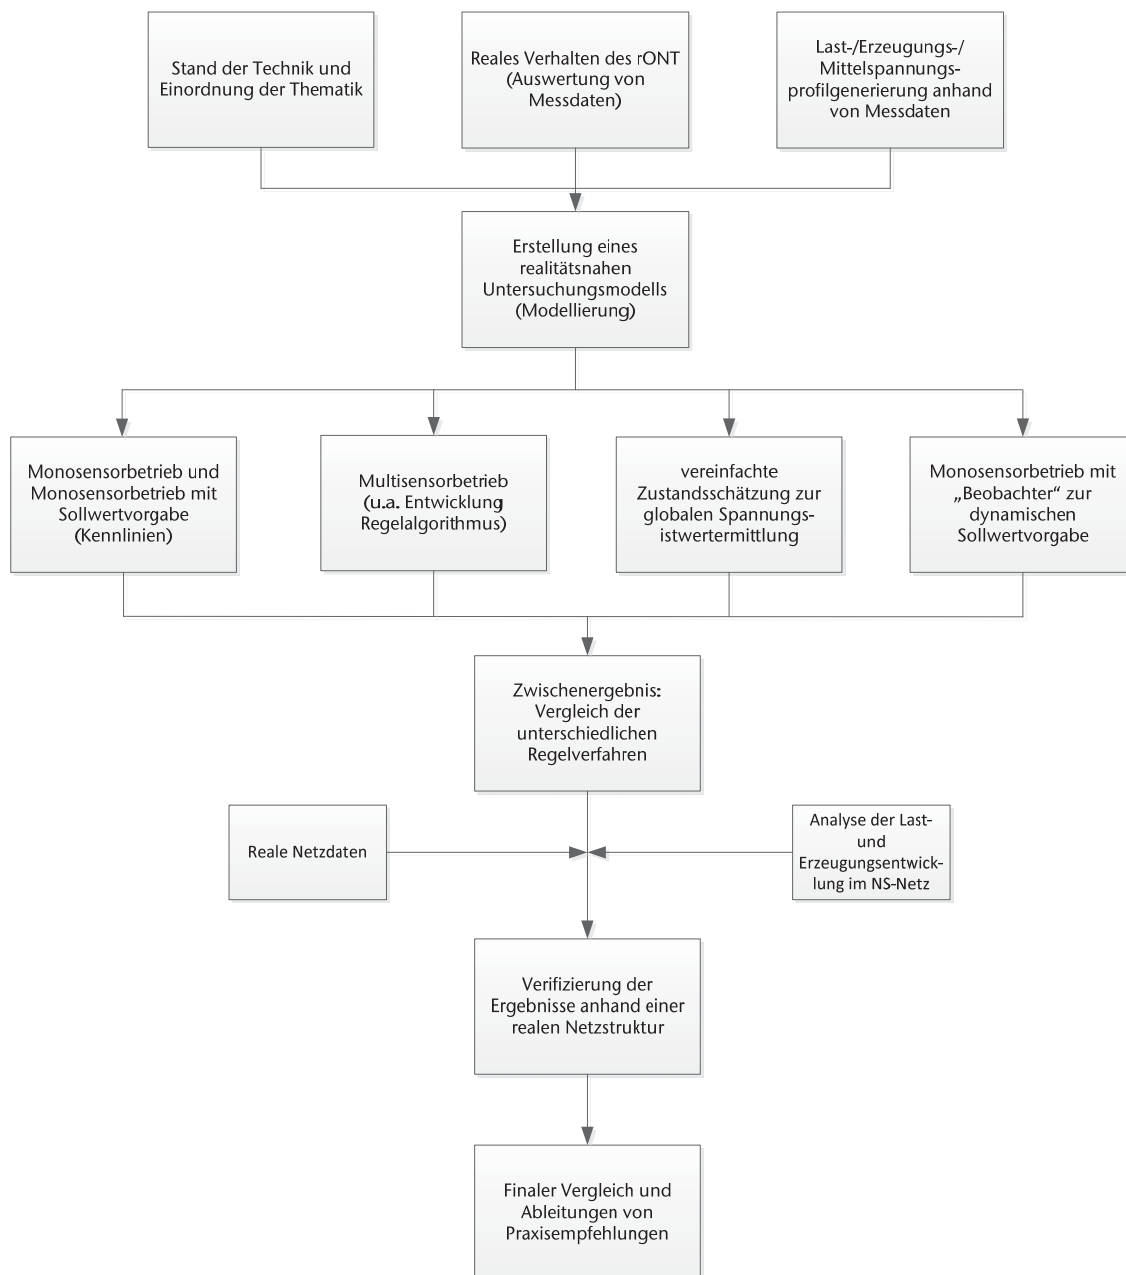 Stand der Technik und
Einordnung der Thematik
Reales Verhalten des rONT
(Auswertung von
Messdaten)
Last-/Erzeugungs-/
Mittelspannungs-
profilgenerierung anhand
von Messdaten
Erstellung eines
realitätsnahen
Untersuchungsmodells
(Modellierung)
Monosensorbetrieb und
Monosensorbetrieb mit
Sollwertvorgabe
(Kennlinien)
Multisensorbetrieb
(u.a. Entwicklung
Regelalgorithmus)
vereinfachte
Zustandsschätzung zur
globalen Spannungs-
istwertermittlung
Monosensorbetrieb mit
„Beobachter“ zur
dynamischen
Sollwertvorgabe
Zwischenergebnis:
Vergleich der
unterschiedlichen
Regelverfahren
Reale Netzdaten
Analyse der Last-
und
Erzeugungsentwick-
lung im NS-Netz
Verifizierung der
Ergebnisse anhand einer
realen Netzstruktur
Finaler Vergleich und
Ableitungen von
Praxisempfehlungen